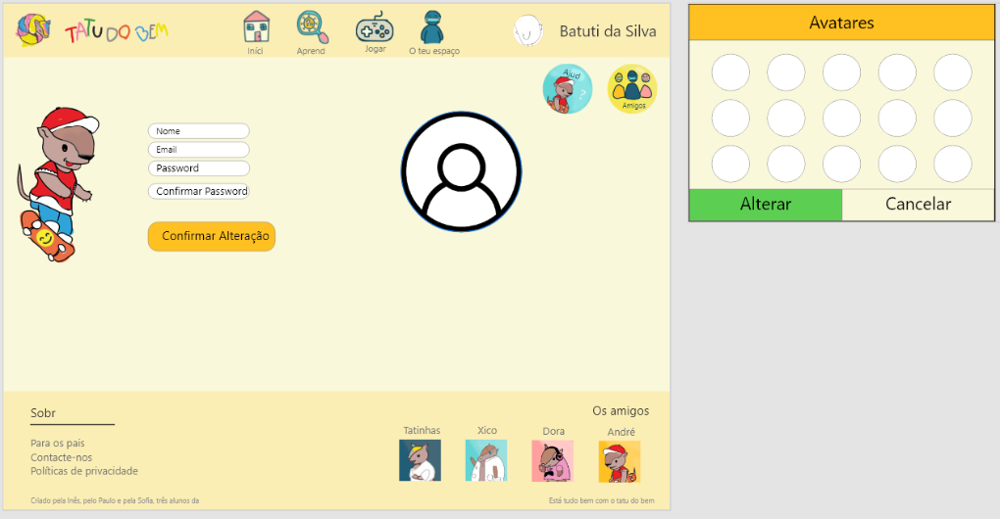 TATU DO BEM
Iníci
Aprend
Jogar
O teu espaço
Batuti da Silva
Ajud
?
Amigos
Nome
Email
Password
Confirmar Password
Confirmar Alteração
Sobr
Para os pais
Contacte-nos
Políticas de privacidade
Os amigos
Tatinhas
Xico
Dora
André
Criado pela Inês, pelo Paulo e pela Sofia, três alunos da
Está tudo bem com o tatu do bem
Avatares
Alterar
Cancelar